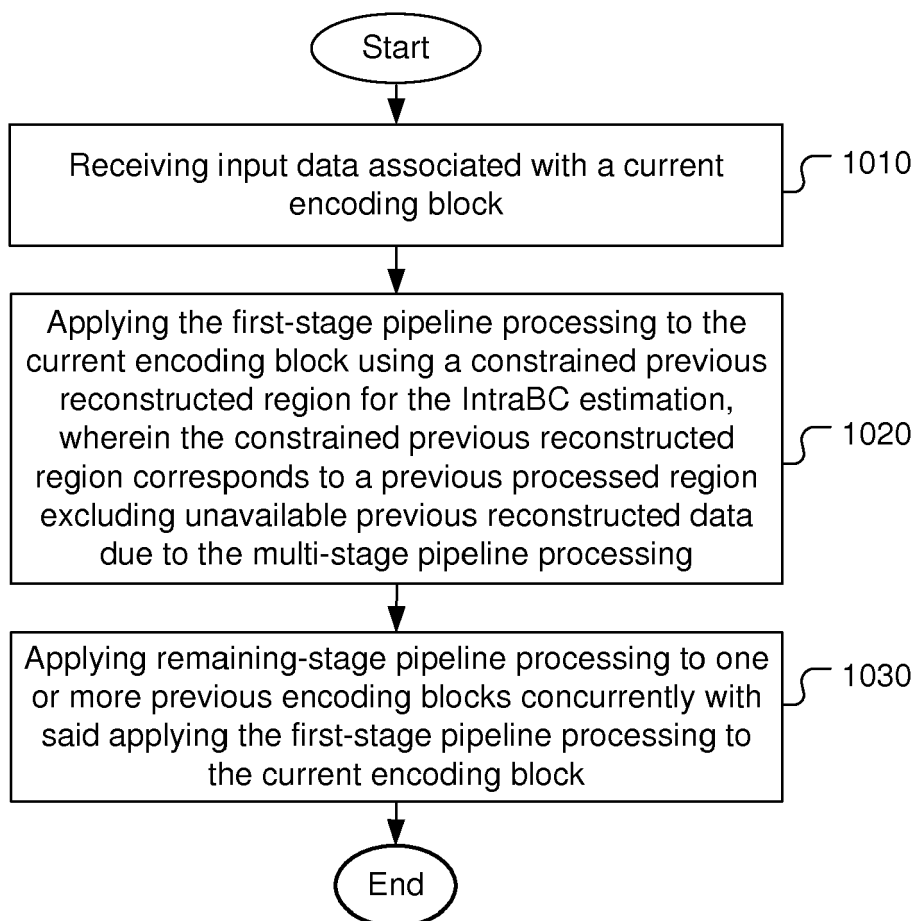 Start
Receiving input data associated with a current
encoding block
1010
Applying the first-stage pipeline processing to the
current encoding block using a constrained previous
reconstructed region for the IntraBC estimation,
wherein the constrained previous reconstructed
region corresponds to a previous processed region
excluding unavailable previous reconstructed data
due to the multi-stage pipeline processing
1020
Applying remaining-stage pipeline processing to one
or more previous encoding blocks concurrently with
said applying the first-stage pipeline processing to
the current encoding block
1030
End